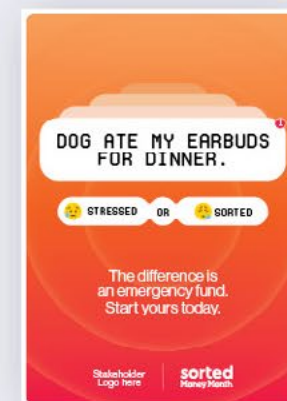 1
DOG ATE MY EARBUDS
FOR DINNER.
STRESSED OR SORTED
The difference is
an emergency fund.
Start yours today.
Stakeholder
Logo here
sorted
Money Month